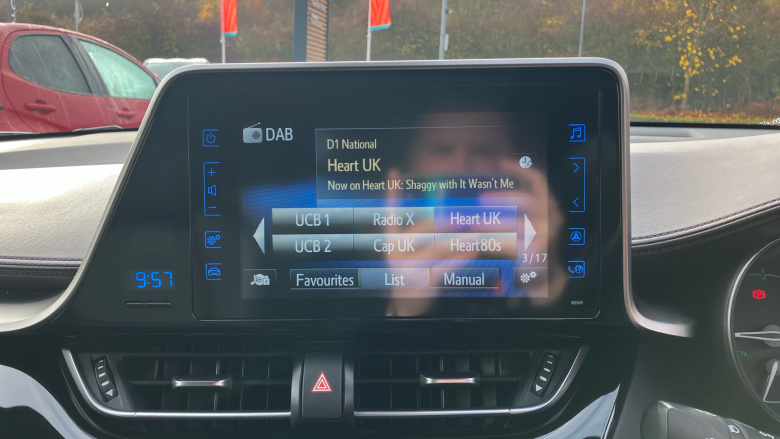 DAB
D1 National
Heart UK
Now on Heart UK: Shaggy with It Wasn't Me
UCB 1 Radio X Heart UK
UCB 2 Cap UK Heart80s
3/17
Favourites List Manual
9:57